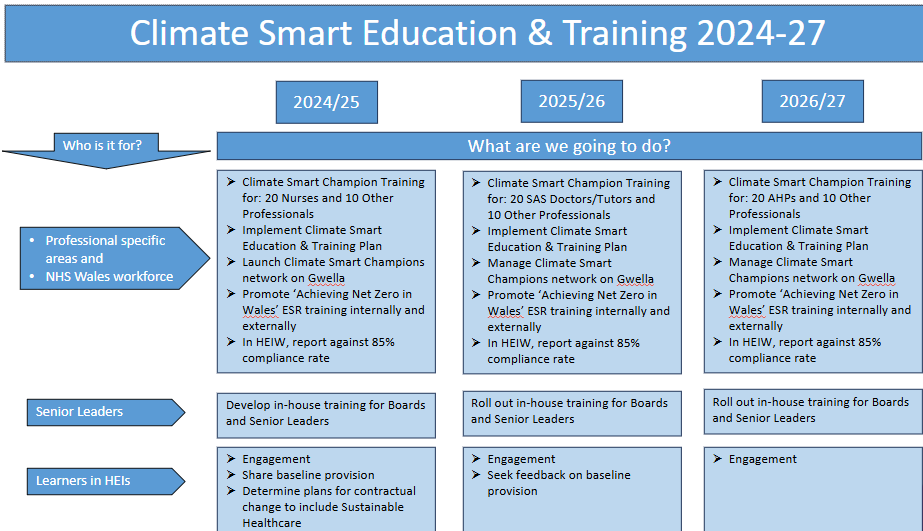 Climate Smart Education & Training 2024-27
2024/25
2025/26
2026/27
Who is it for?
What are we going to do?
• Professional specific
areas and
• NHS Wales workforce
➢ Climate Smart Champion Training
for: 20 Nurses and 10 Other
Professionals
➢ Implement Climate Smart
Education & Training Plan
➢ Launch Climate Smart Champions
network on Gwella
➢ Promote ‘Achieving Net Zero in
Wales’ ESR training internally and
externally
➢ In HEIW, report against 85%
compliance rate
➢ Climate Smart Champion Training
for: 20 SAS Doctors/Tutors and
10 Other Professionals
➢ Implement Climate Smart
Education & Training Plan
➢ Manage Climate Smart
Champions network on Gwella
➢ Promote ‘Achieving Net Zero in
Wales’ ESR training internally and
externally
➢ In HEIW, report against 85%
compliance rate
➢ Climate Smart Champion Training
for: 20 AHPs and 10 Other
Professionals
➢ Implement Climate Smart
Education & Training Plan
➢ Manage Climate Smart
Champions network on Gwella
➢ Promote ‘Achieving Net Zero in
Wales’ ESR training internally and
externally
➢ In HEIW, report against 85%
compliance rate
Senior Leaders
Develop in-house training for Boards
and Senior Leaders
Roll out in-house training for Boards
and Senior Leaders
Roll out in-house training for Boards
and Senior Leaders
Learners in HEIs
➢ Engagement
➢ Share baseline provision
➢ Determine plans for contractual
change to include Sustainable
Healthcare
➢ Engagement
➢ Seek feedback on baseline
provision
➢ Engagement